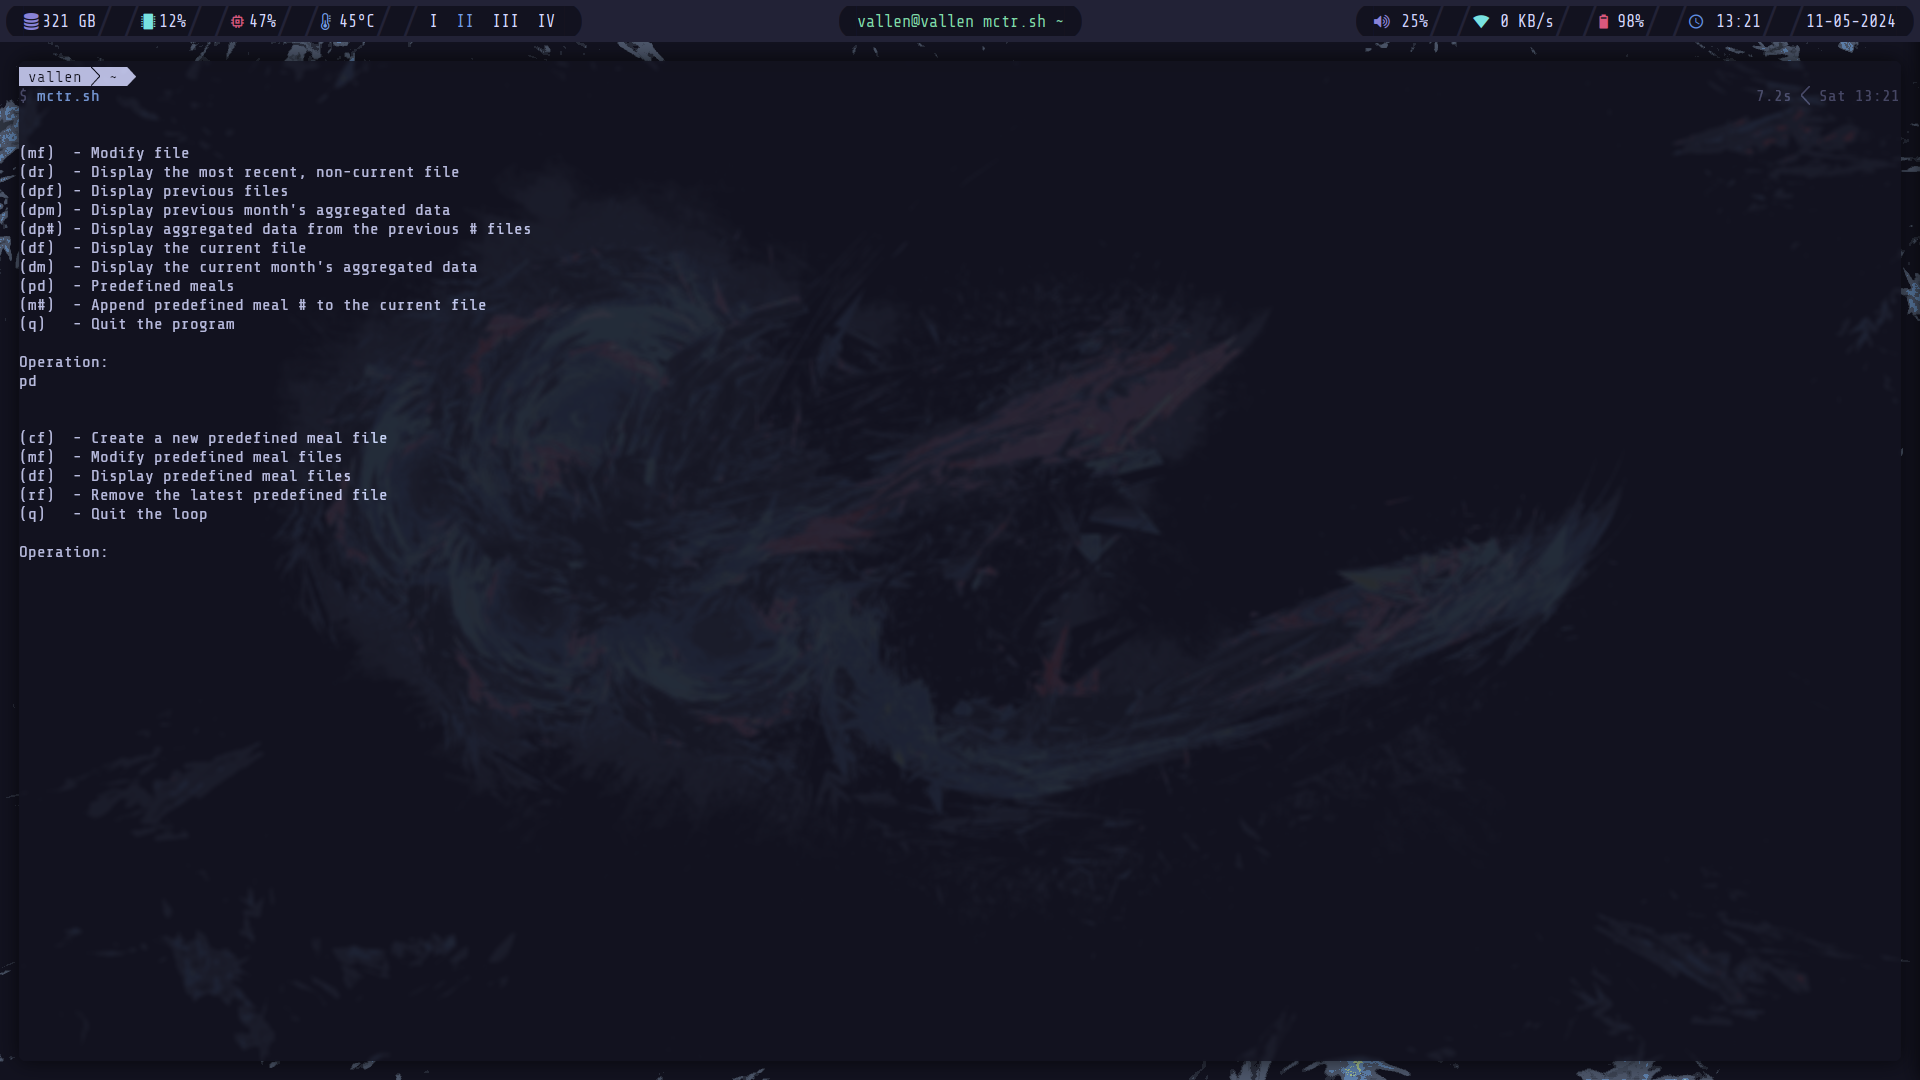 321 GB 12% 47% 45°C I II III IV vallen@vallen mctr.sh ~ 25% 0 KB/s 98% 13:21 11-05-2024
vallen ~
$ mctr.sh 7.2s Sat 13:21
(mf) - Modify file
(dr) - Display the most recent, non-current file
(dpf) - Display previous files
(dpm) - Display previous month's aggregated data
(dp#) - Display aggregated data from the previous # files
(df) - Display the current file
(dm) - Display the current month's aggregated data
(pd) - Predefined meals
(m#) - Append predefined meal # to the current file
(q) - Quit the program
Operation:
pd
(cf) - Create a new predefined meal file
(mf) - Modify predefined meal files
(df) - Display predefined meal files
(rf) - Remove the latest predefined file
(q) - Quit the loop
Operation: